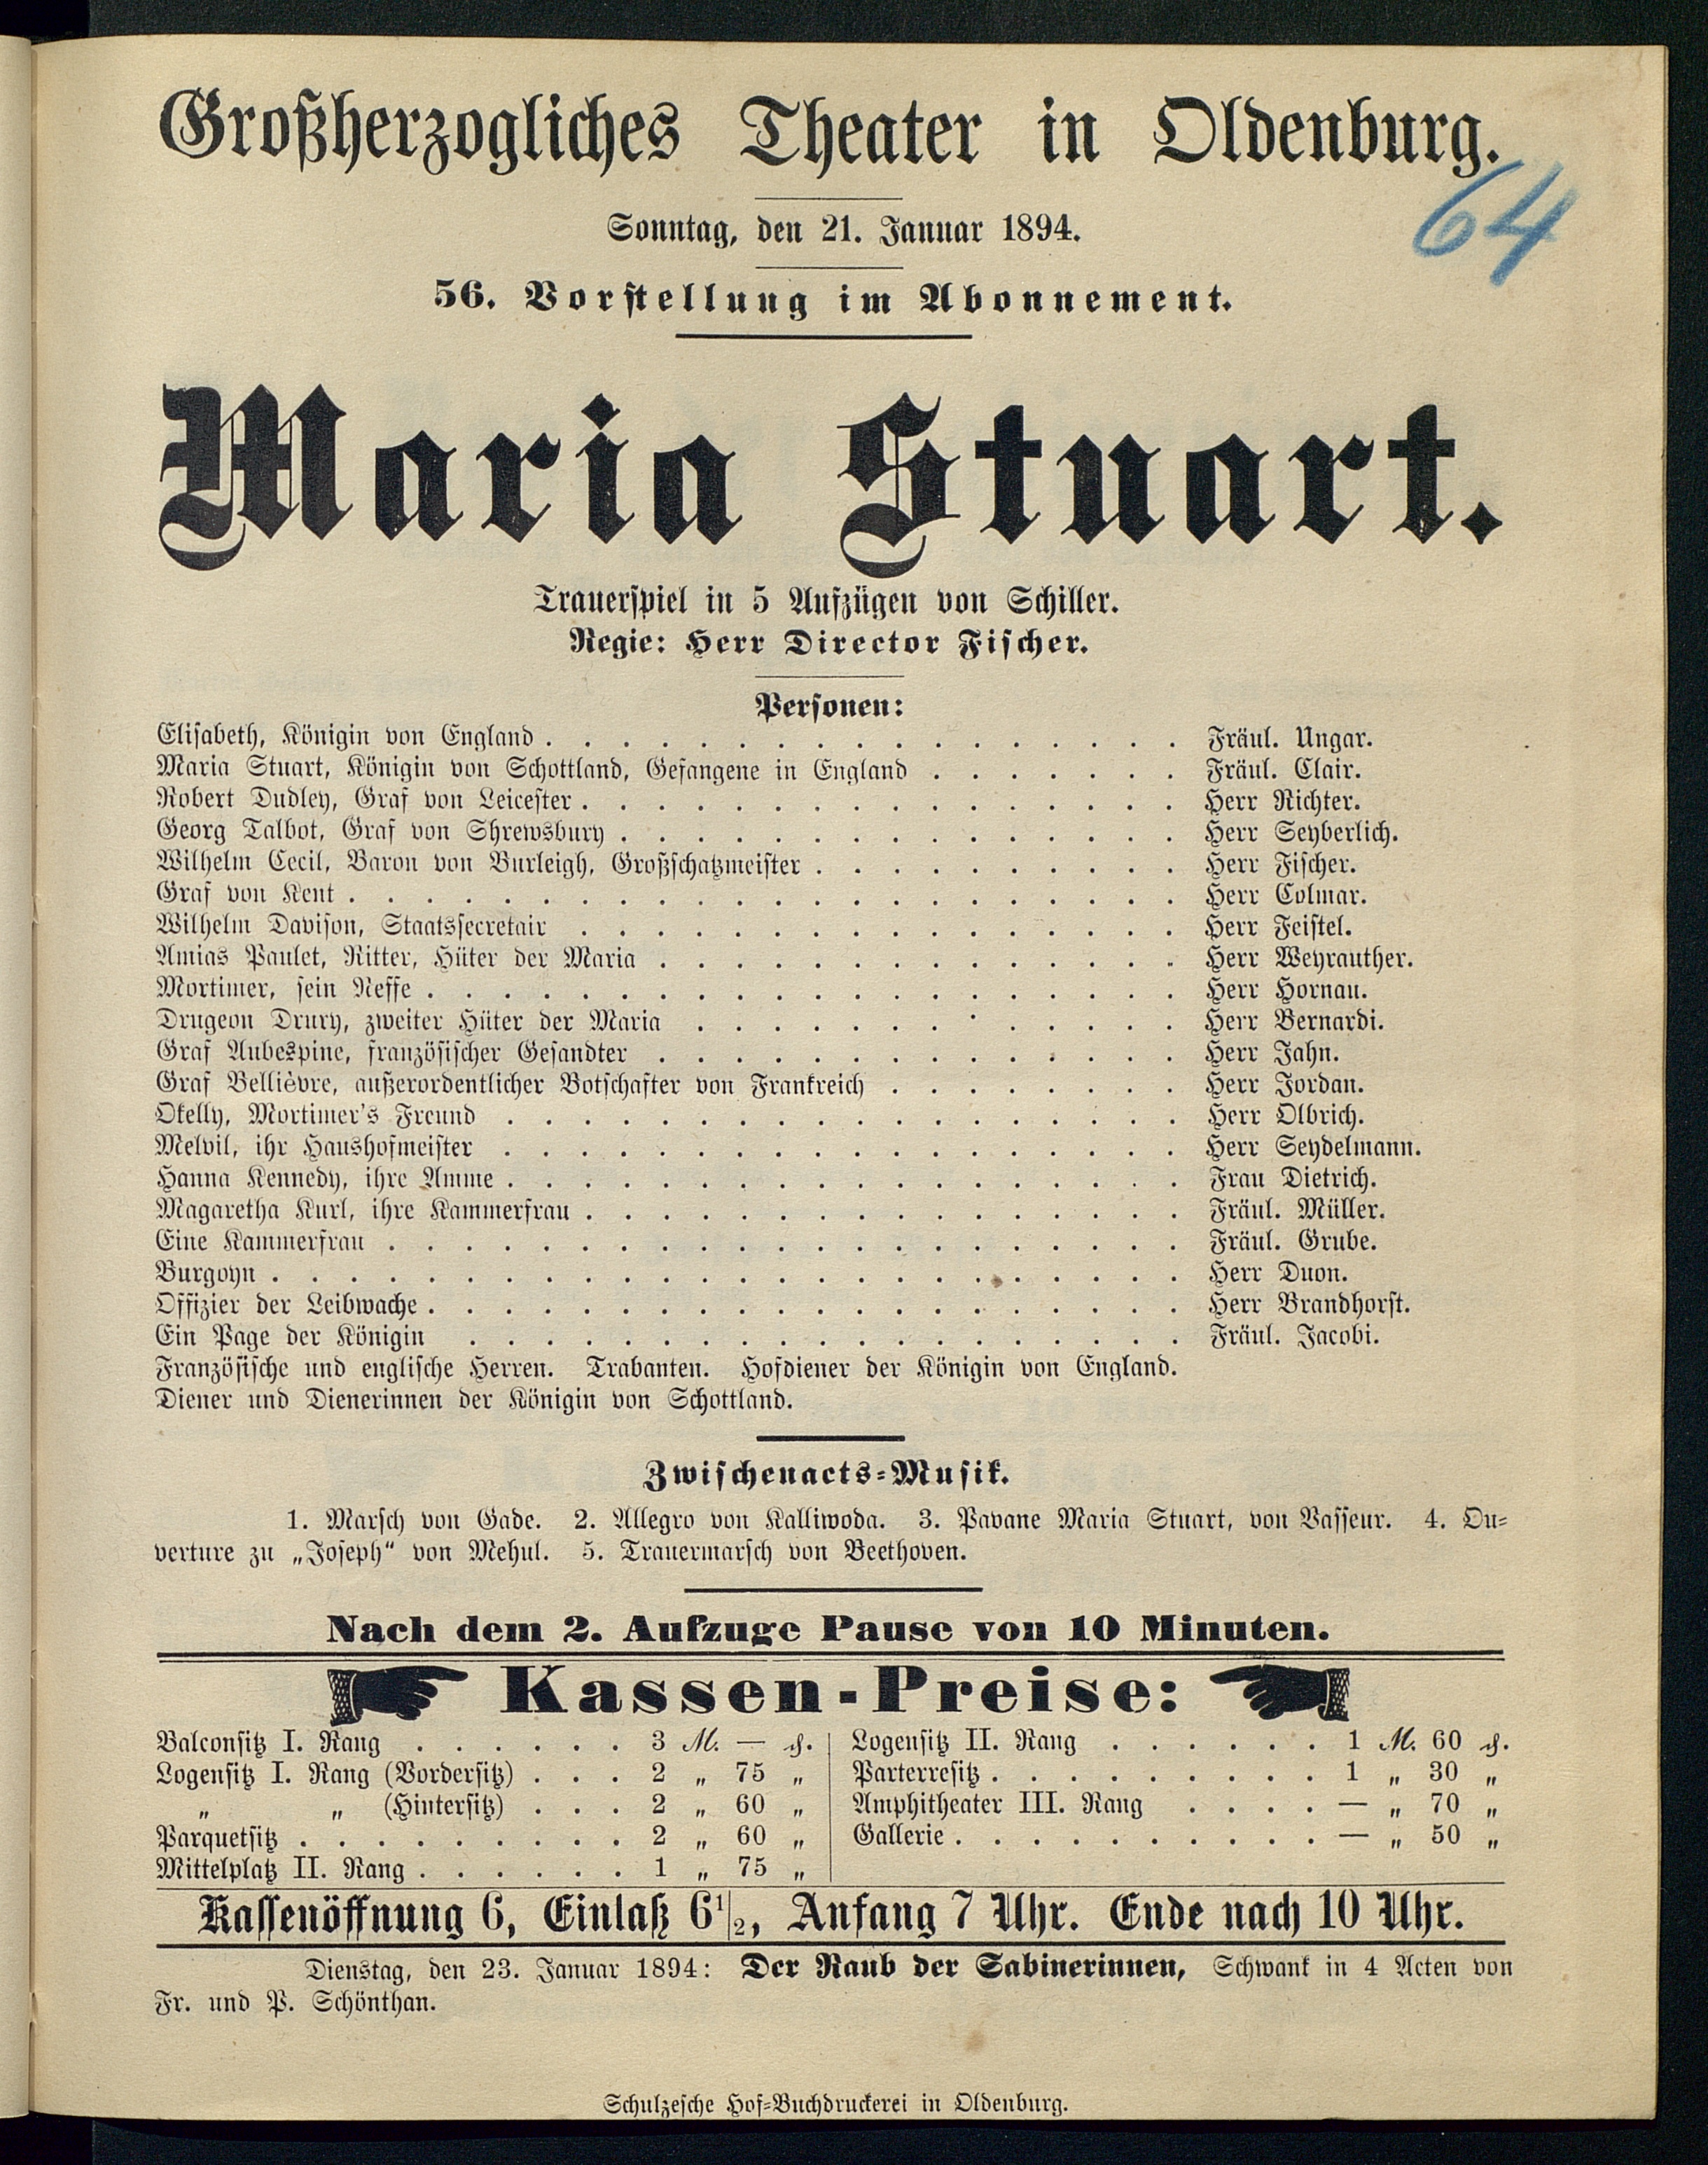 Großherzogliches Theater in Oldenburg.
64
Sonntag, den 21. Januar 1894.
56. Vorstellung im Abonnement.
Maria Stuart.
Trauerspiel in 5 Aufzügen von Schiller.
Regie: Herr Director Fischer.
Personen:
Elisabeth, Königin von England . . . . . . . . . . . . . . . . . Fräul. Ungar.
Maria Stuart, Königin von Schottland, Gefangene in England . . . . . . . Fräul. Clair.
Robert Dudley, Graf von Leicester . . . . . . . . . . . . . . . . Herr Richter.
Georg Talbot, Graf von Shrewsbury . . . . . . . . . . . . . . . Herr Seyberlich.
Wilhelm Cecil, Baron von Burleigh, Großschatzmeister . . . . . . . . . . Herr Fischer.
Graf von Kent . . . . . . . . . . . . . . . . . . . . . . Herr Colmar.
Wilhelm Davison, Staatssecretair . . . . . . . . . . . . . . . . Herr Feistel.
Amias Paulet, Ritter, Hüter der Maria . . . . . . . . . . . . . . Herr Weyrauther.
Mortimer, sein Neffe . . . . . . . . . . . . . . . . . . . . Herr Hornau.
Drugeon Drury, zweiter Hüter der Maria . . . . . . . . . . . . . Herr Bernardi.
Graf Aubespine, französischer Gesandter . . . . . . . . . . . . . . Herr Jahn.
Graf Bellièvre, außerordentlicher Botschafter von Frankreich . . . . . . . . Herr Jordan.
Okelly, Mortimer's Freund . . . . . . . . . . . . . . . . . . Herr Olbrich.
Melvil, ihr Haushofmeister . . . . . . . . . . . . . . . . . . Herr Seydelmann.
Hanna Kennedy, ihre Amme . . . . . . . . . . . . . . . . . . Frau Dietrich.
Magaretha Kurl, ihre Kammerfrau . . . . . . . . . . . . . . . . Fräul. Müller.
Eine Kammerfrau . . . . . . . . . . . . . . . . . . . . . Fräul. Grube.
Burgoyn . . . . . . . . . . . . . . . . . . . . . . . . Herr Duon.
Offizier der Leibwache . . . . . . . . . . . . . . . . . . . . Herr Brandhorst.
Ein Page der Königin . . . . . . . . . . . . . . . . . . . Fräul. Jacobi.
Französische und englische Herren. Trabanten. Hofdiener der Königin von England.
Diener und Dienerinnen der Königin von Schottland.
Zwischenacts-Musik.
1. Marsch von Gade. 2. Allegro von Kalliwoda. 3. Pavane Maria Stuart, von Vasseur. 4. Ou-
verture zu „Joseph“ von Mehul. 5. Trauermarsch von Beethoven.
Nach dem 2. Aufzuge Pause von 10 Minuten.
Kassen-Preise:
Balconsitz I. Rang . . . . . . 3 M. — ₰.
Logensitz I. Rang (Vordersitz) . . . 2 „ 75 „
„ „ (Hintersitz) . . . 2 „ 60 „
Parquetsitz . . . . . . . . . 2 „ 60 „
Mittelplatz II. Rang . . . . . . 1 „ 75 „
Logensitz II. Rang . . . . . . 1 M. 60 ₰.
Parterresitz . . . . . . . . . 1 „ 30 „
Amphitheater III. Rang . . . . — „ 70 „
Gallerie . . . . . . . . . . — „ 50 „
Kassenöffnung 6, Einlaß 6½, Anfang 7 Uhr. Ende nach 10 Uhr.
Dienstag, den 23. Januar 1894: Der Raub der Sabinerinnen, Schwank in 4 Acten von
Fr. und P. Schönthan.
Schulzesche Hof-Buchdruckerei in Oldenburg.